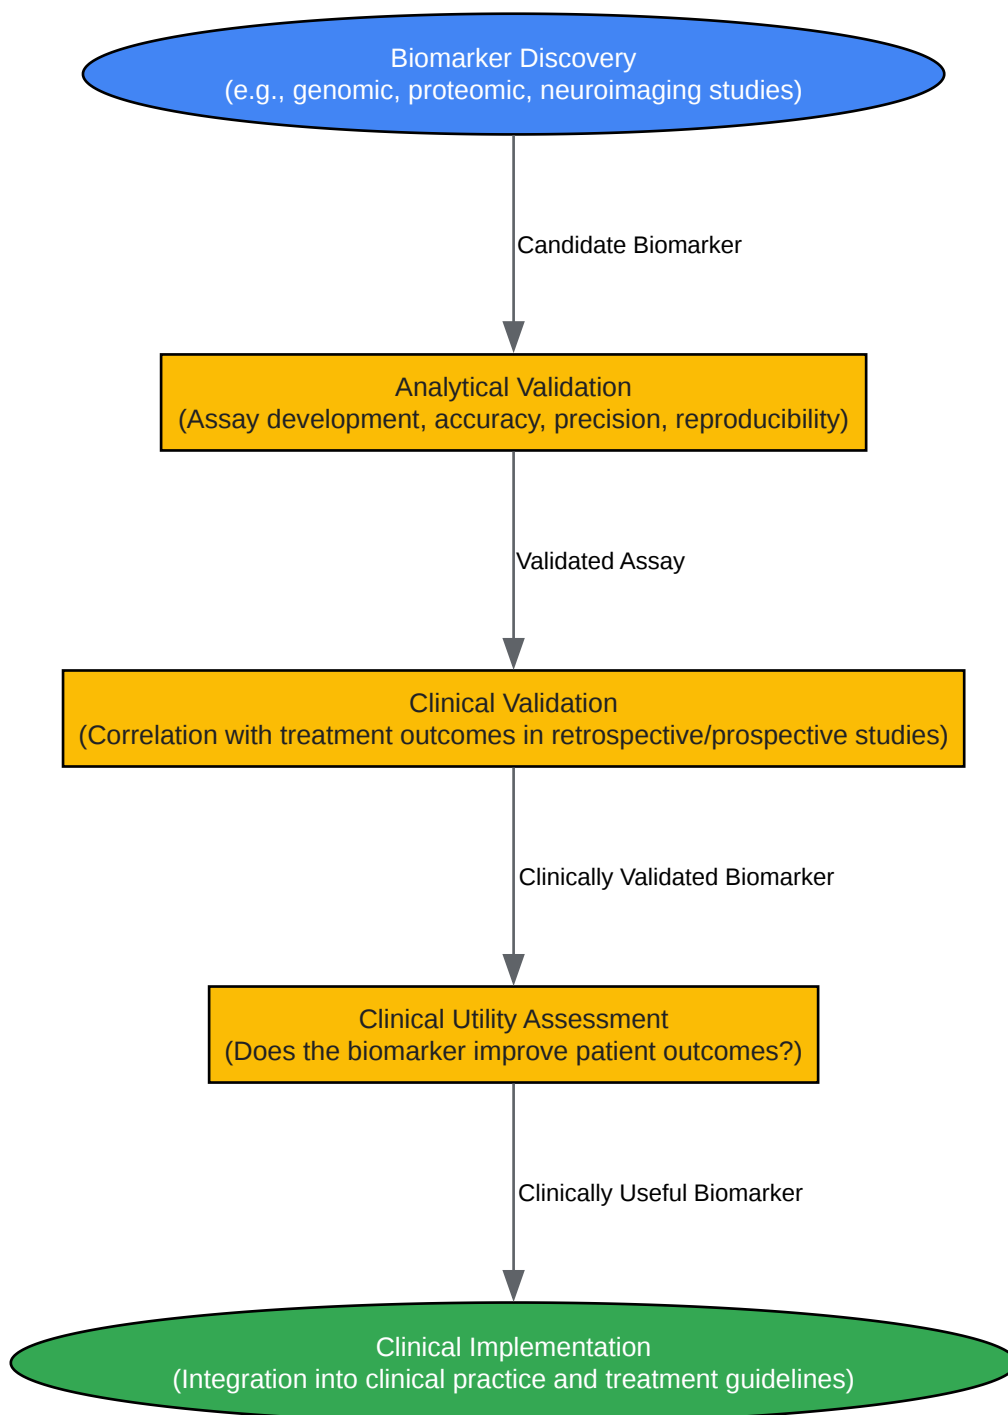 Biomarker Discovery
(e.g., genomic, proteomic, neuroimaging studies)
Candidate Biomarker
Analytical Validation
(Assay development, accuracy, precision, reproducibility)
Validated Assay
Clinical Validation
(Correlation with treatment outcomes in retrospective/prospective studies)
Clinically Validated Biomarker
Clinical Utility Assessment
(Does the biomarker improve patient outcomes?)
Clinically Useful Biomarker
Clinical Implementation
(Integration into clinical practice and treatment guidelines)